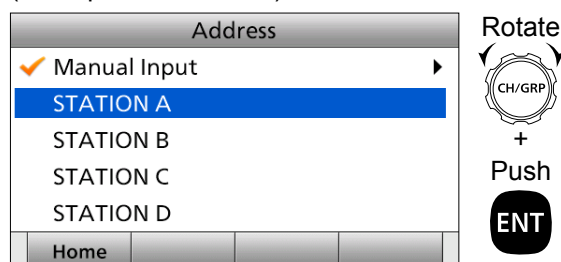 Address
Manual Input
STATION A
STATION B
STATION C
STATION D
Home
Rotate
CH/GRP
+
Push
ENT